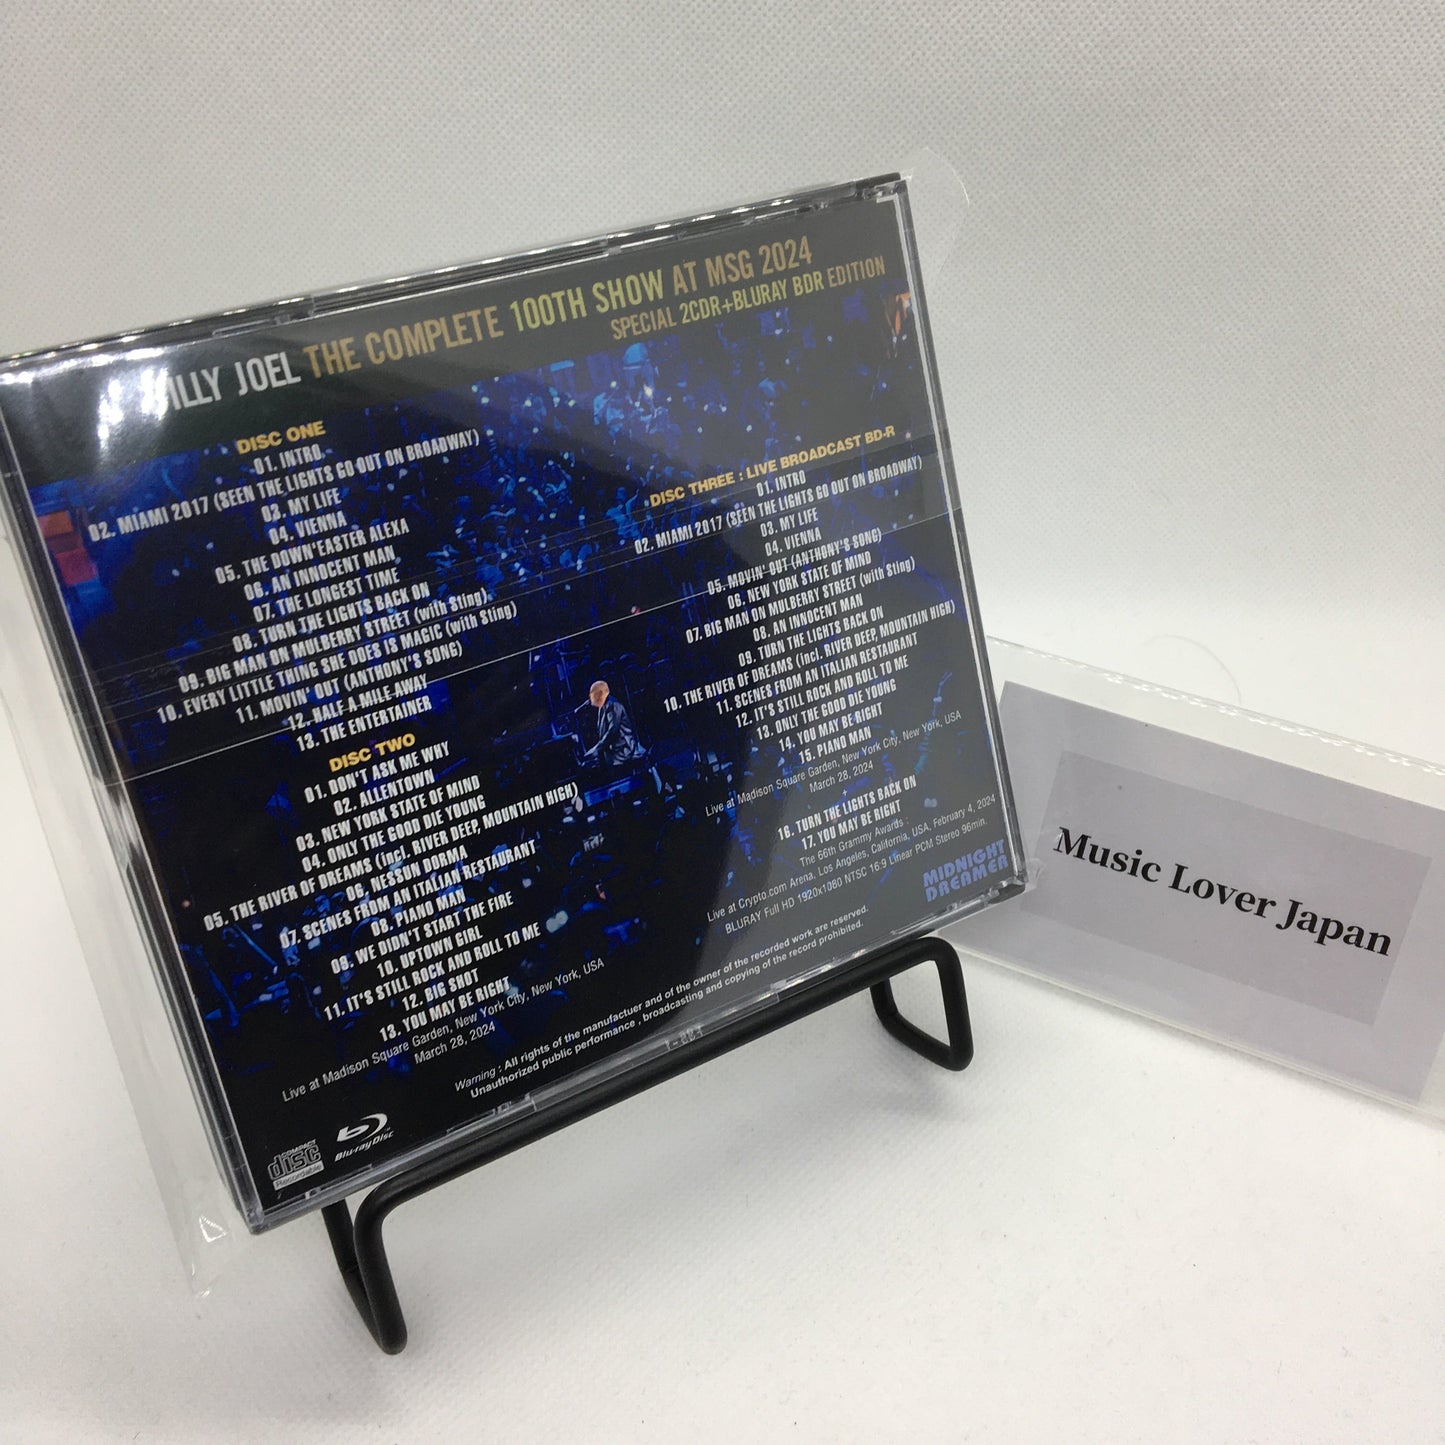 BILLY JOEL THE COMPLETE 100TH SHOW AT MSG 2024
SPECIAL 2CDR+BLURAY BDR EDITION
DISC ONE
01. INTRO
02. MIAMI 2017 (SEEN THE LIGHTS GO OUT ON BROADWAY)
03. MY LIFE
04. VIENNA
05. THE DOWN'EASTER ALEXA
06. AN INNOCENT MAN
07. THE LONGEST TIME
08. TURN THE LIGHTS BACK ON
09. BIG MAN ON MULBERRY STREET (with Sting)
10. EVERY LITTLE THING SHE DOES IS MAGIC (with Sting)
11. MOVIN' OUT (ANTHONY'S SONG)
12. HALF A MILE AWAY
13. THE ENTERTAINER
DISC TWO
01. DON'T ASK ME WHY
02. ALLENTOWN
03. NEW YORK STATE OF MIND
04. ONLY THE GOOD DIE YOUNG
05. THE RIVER OF DREAMS (incl. RIVER DEEP, MOUNTAIN HIGH)
06. NESSUN DORMA
07. SCENES FROM AN ITALIAN RESTAURANT
08. PIANO MAN
09. WE DIDN'T START THE FIRE
10. UPTOWN GIRL
11. IT'S STILL ROCK AND ROLL TO ME
12. BIG SHOT
13. YOU MAY BE RIGHT
Live at Madison Square Garden, New York City, New York, USA
March 28, 2024
DISC THREE : LIVE BROADCAST BD-R
01. INTRO
02. MIAMI 2017 (SEEN THE LIGHTS GO OUT ON BROADWAY)
03. MY LIFE
04. VIENNA
05. MOVIN' OUT (ANTHONY'S SONG)
06. NEW YORK STATE OF MIND
07. BIG MAN ON MULBERRY STREET (with Sting)
08. AN INNOCENT MAN
09. TURN THE LIGHTS BACK ON
10. THE RIVER OF DREAMS (incl. RIVER DEEP, MOUNTAIN HIGH)
11. SCENES FROM AN ITALIAN RESTAURANT
12. IT'S STILL ROCK AND ROLL TO ME
13. ONLY THE GOOD DIE YOUNG
14. YOU MAY BE RIGHT
15. PIANO MAN
Live at Madison Square Garden, New York City, New York, USA
March 28, 2024
+
16. TURN THE LIGHTS BACK ON
17. YOU MAY BE RIGHT
The 66th Grammy Awards :
Live at Crypto.com Arena, Los Angeles, California, USA, February 4, 2024
BLURAY Full HD 1920x1080 NTSC 16:9 Linear PCM Stereo 96min.
MIDNIGHT
DREAMER
Warning : All rights of the manufactuer and of the owner of the recorded work are reserved.
Unauthorized public performance , broadcasting and copying of the record prohibited.
COMPACT
disc
Recordable
Blu-ray Disc
Music Lover Japan